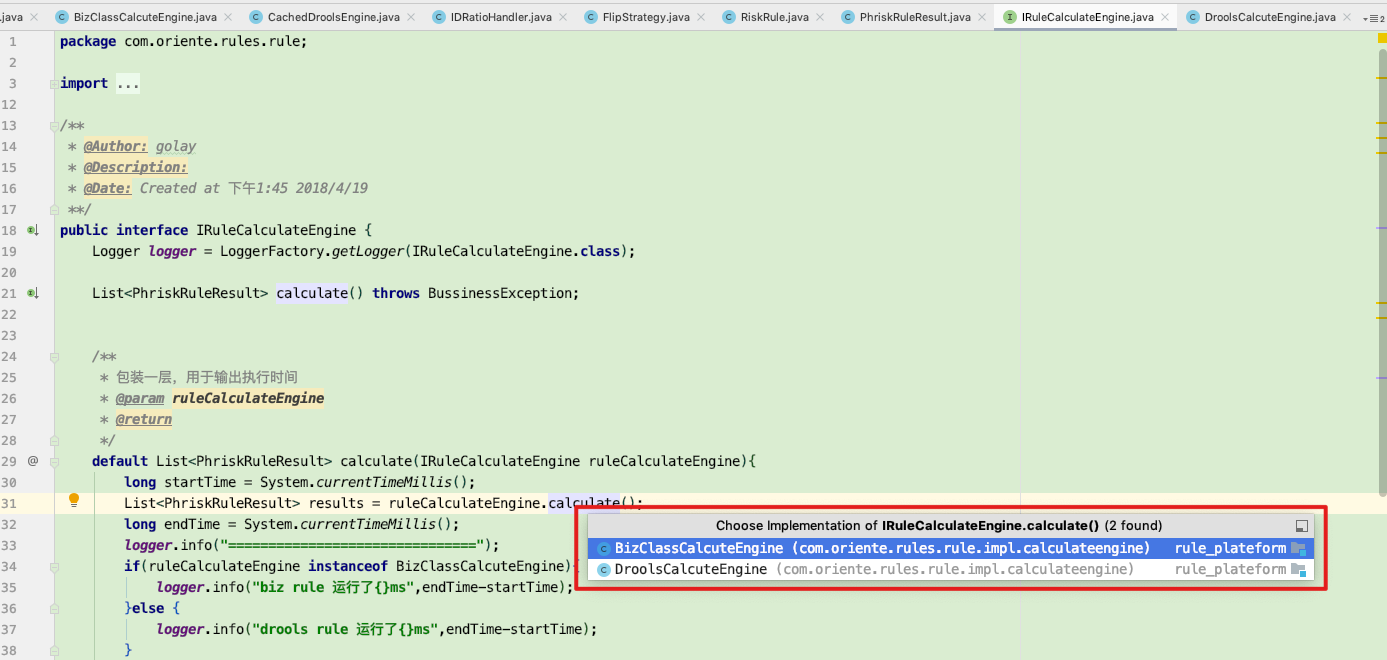 .java BizClassCalcuteEngine.java CachedDroolsEngine.java IDRatioHandler.java FlipStrategy.java RiskRule.java PhriskRuleResult.java IRuleCalculateEngine.java DroolsCalcuteEngine.java 2
1 package com.oriente.rules.rule;
2
3 import ...
12
13 /**
14 * @Author: golay
15 * @Description:
16 * @Date: Created at 下午1:45 2018/4/19
17 **/
18 public interface IRuleCalculateEngine {
19 Logger logger = LoggerFactory.getLogger(IRuleCalculateEngine.class);
20
21 List<PhriskRuleResult> calculate() throws BussinessException;
22
23
24 /**
25 * 包装一层，用于输出执行时间
26 * @param ruleCalculateEngine
27 * @return
28 */
29 @ default List<PhriskRuleResult> calculate(IRuleCalculateEngine ruleCalculateEngine){
30 long startTime = System.currentTimeMillis();
31 List<PhriskRuleResult> results = ruleCalculateEngine.calculate();
32 long endTime = System.currentTimeMillis();
33 logger.info("===============================");
34 if(ruleCalculateEngine instanceof BizClassCalcuteEngine){
35 logger.info("biz rule 运行了{}ms",endTime-startTime);
36 }else {
37 logger.info("drools rule 运行了{}ms",endTime-startTime);
38 }
Choose Implementation of IRuleCalculateEngine.calculate() (2 found)
BizClassCalcuteEngine (com.oriente.rules.rule.impl.calculateengine) rule_plateform
DroolsCalcuteEngine (com.oriente.rules.rule.impl.calculateengine) rule_plateform